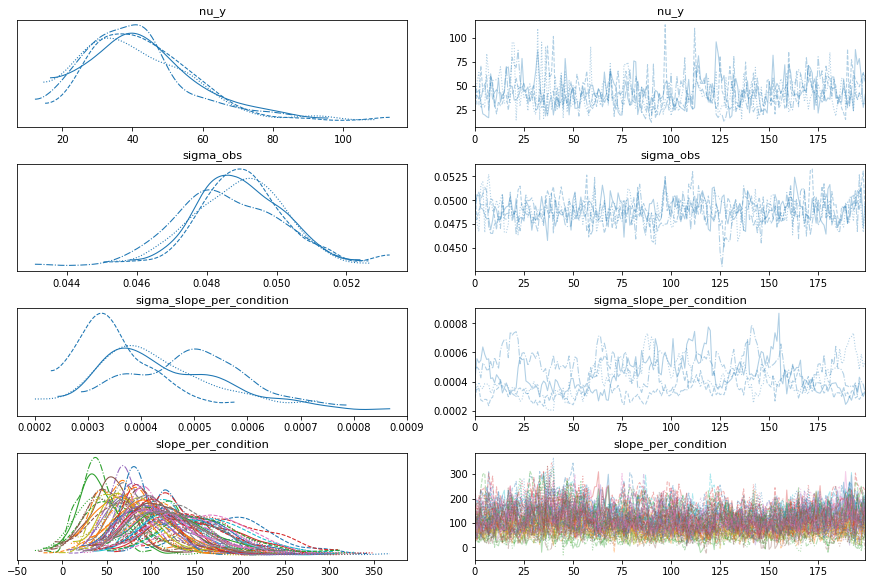 nu_y
nu_y
100
75
50
25
20 40 60 80 100
0 25 50 75 100 125 150 175
sigma_obs
sigma_obs
0.0525
0.0500
0.0475
0.0450
0.044 0.046 0.048 0.050 0.052
0 25 50 75 100 125 150 175
sigma_slope_per_condition
sigma_slope_per_condition
0.0008
0.0006
0.0004
0.0002
0.0002 0.0003 0.0004 0.0005 0.0006 0.0007 0.0008 0.0009
0 25 50 75 100 125 150 175
slope_per_condition
slope_per_condition
300
200
100
0
−50 0 50 100 150 200 250 300 350
0 25 50 75 100 125 150 175